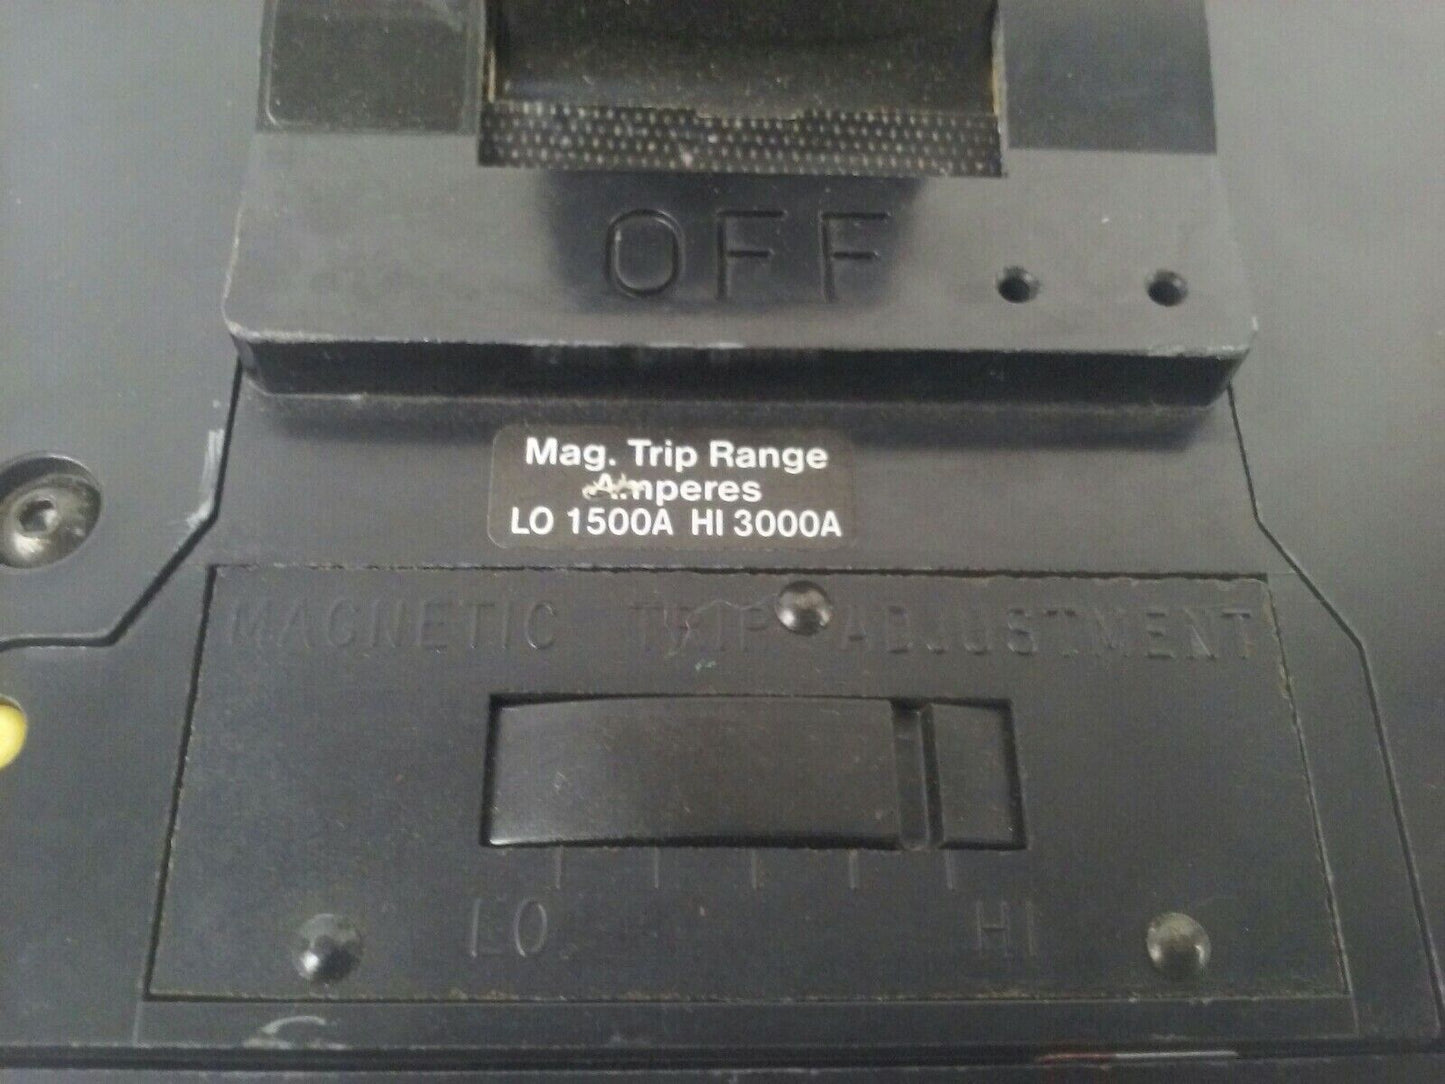 OFF
Mag. Trip Range
Amperes
LO 1500A HI 3000A
MAGNETIC TRIP ADJUSTMENT
LO HI